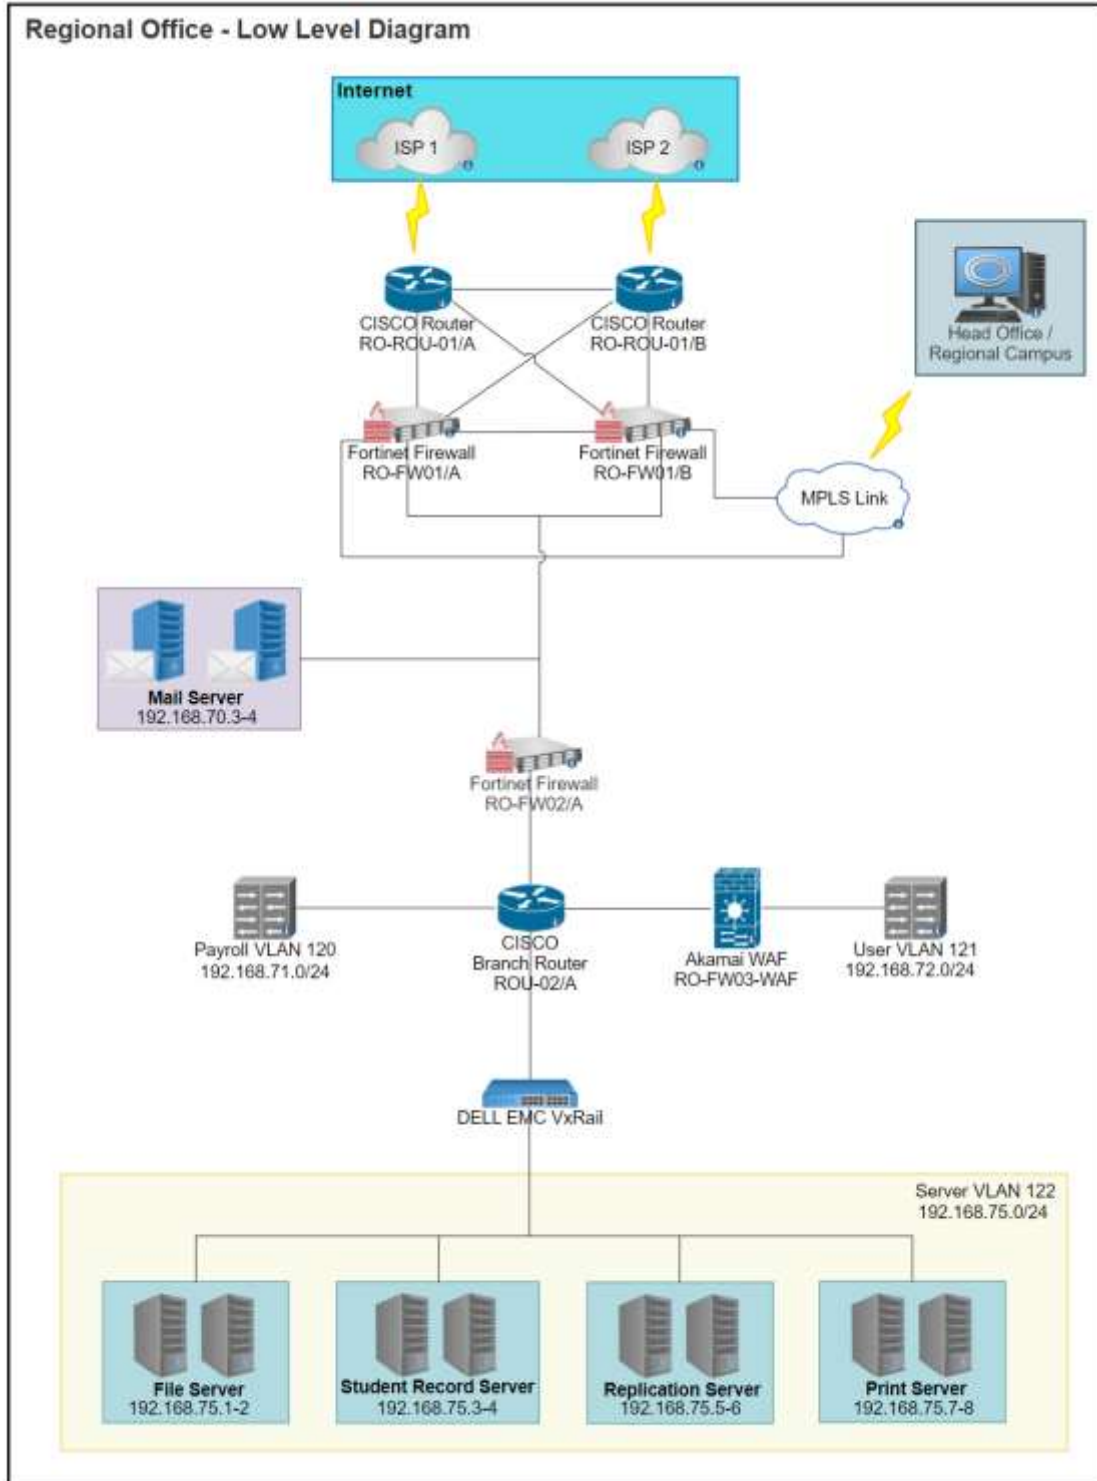 Regional Office - Low Level Diagram
Internet
ISP 1
ISP 2
CISCO Router
RO-ROU-01/A
CISCO Router
RO-ROU-01/B
Head Office /
Regional Campus
Fortinet Firewall
RO-FW01/A
Fortinet Firewall
RO-FW01/B
MPLS Link
Mail Server
192.168.70.3-4
Fortinet Firewall
RO-FW02/A
Payroll VLAN 120
192.168.71.0/24
CISCO
Branch Router
ROU-02/A
Akamai WAF
RO-FW03-WAF
User VLAN 121
192.168.72.0/24
DELL EMC VxRail
Server VLAN 122
192.168.75.0/24
File Server
192.168.75.1-2
Student Record Server
192.168.75.3-4
Replication Server
192.168.75.5-6
Print Server
192.168.75.7-8